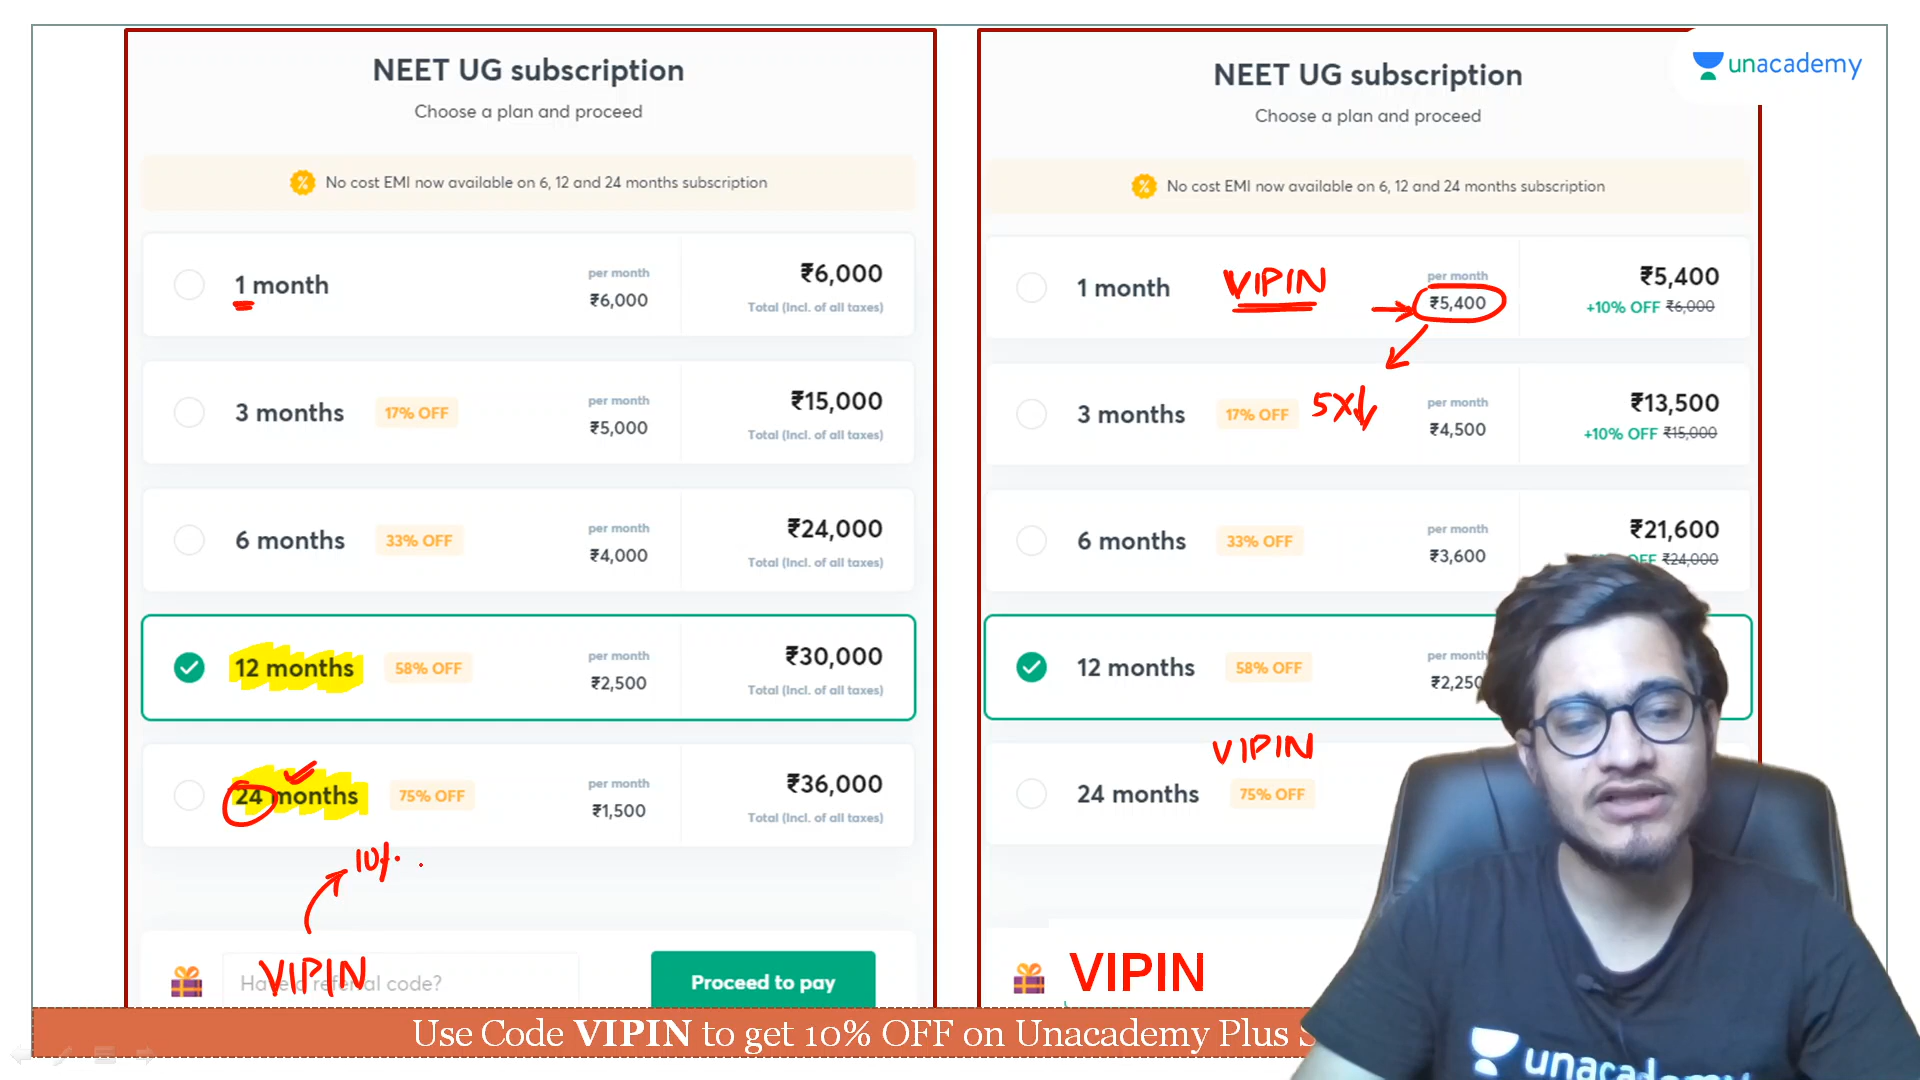 NEET UG subscription
Choose a plan and proceed
No cost EMI now available on 6, 12 and 24 months subscription
1 month
per month
₹6,000
₹6,000
Total (Incl. of all taxes)
3 months
17% OFF
per month
₹5,000
₹15,000
Total (Incl. of all taxes)
6 months
33% OFF
per month
₹4,000
₹24,000
Total (Incl. of all taxes)
12 months
58% OFF
per month
₹2,500
₹30,000
Total (Incl. of all taxes)
24 months
75% OFF
per month
₹1,500
₹36,000
Total (Incl. of all taxes)
10%
VIPIN
Have a referral code?
Proceed to pay
unacademy
NEET UG subscription
Choose a plan and proceed
No cost EMI now available on 6, 12 and 24 months subscription
1 month
VIPIN
per month
₹5,400
₹5,400
+10% OFF ₹6,000
3 months
17% OFF
per month
₹4,500
₹13,500
+10% OFF ₹15,000
6 months
33% OFF
per month
₹3,600
₹21,600
OFF ₹24,000
12 months
58% OFF
per month
₹2,250
VIPIN
24 months
75% OFF
VIPIN
Use Code VIPIN to get 10% OFF on Unacademy Plus S
unacademy